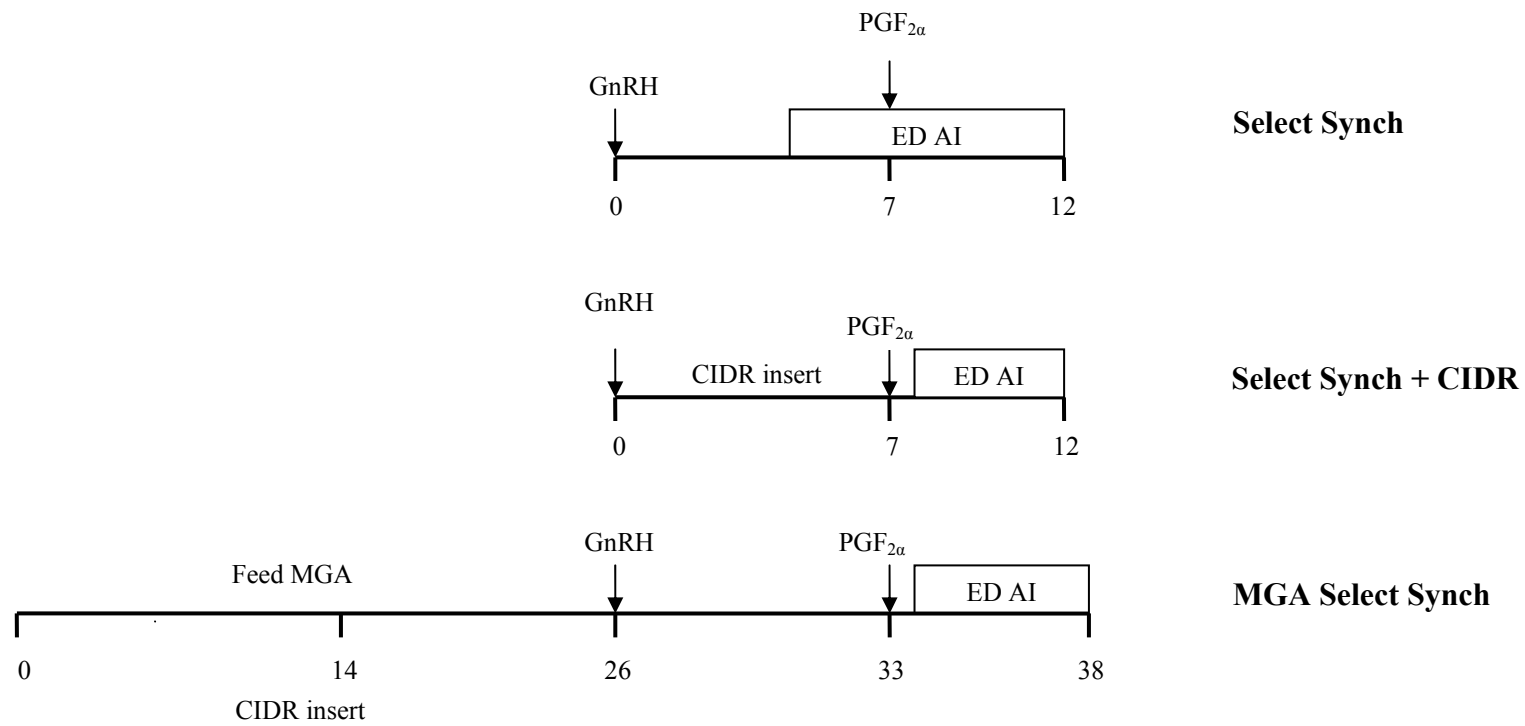 PGF2α
GnRH
ED AI
Select Synch
0 7 12
GnRH
PGF2α
CIDR insert
ED AI
Select Synch + CIDR
0 7 12
GnRH
PGF2α
Feed MGA
ED AI
MGA Select Synch
0 14 26 33 38
CIDR insert